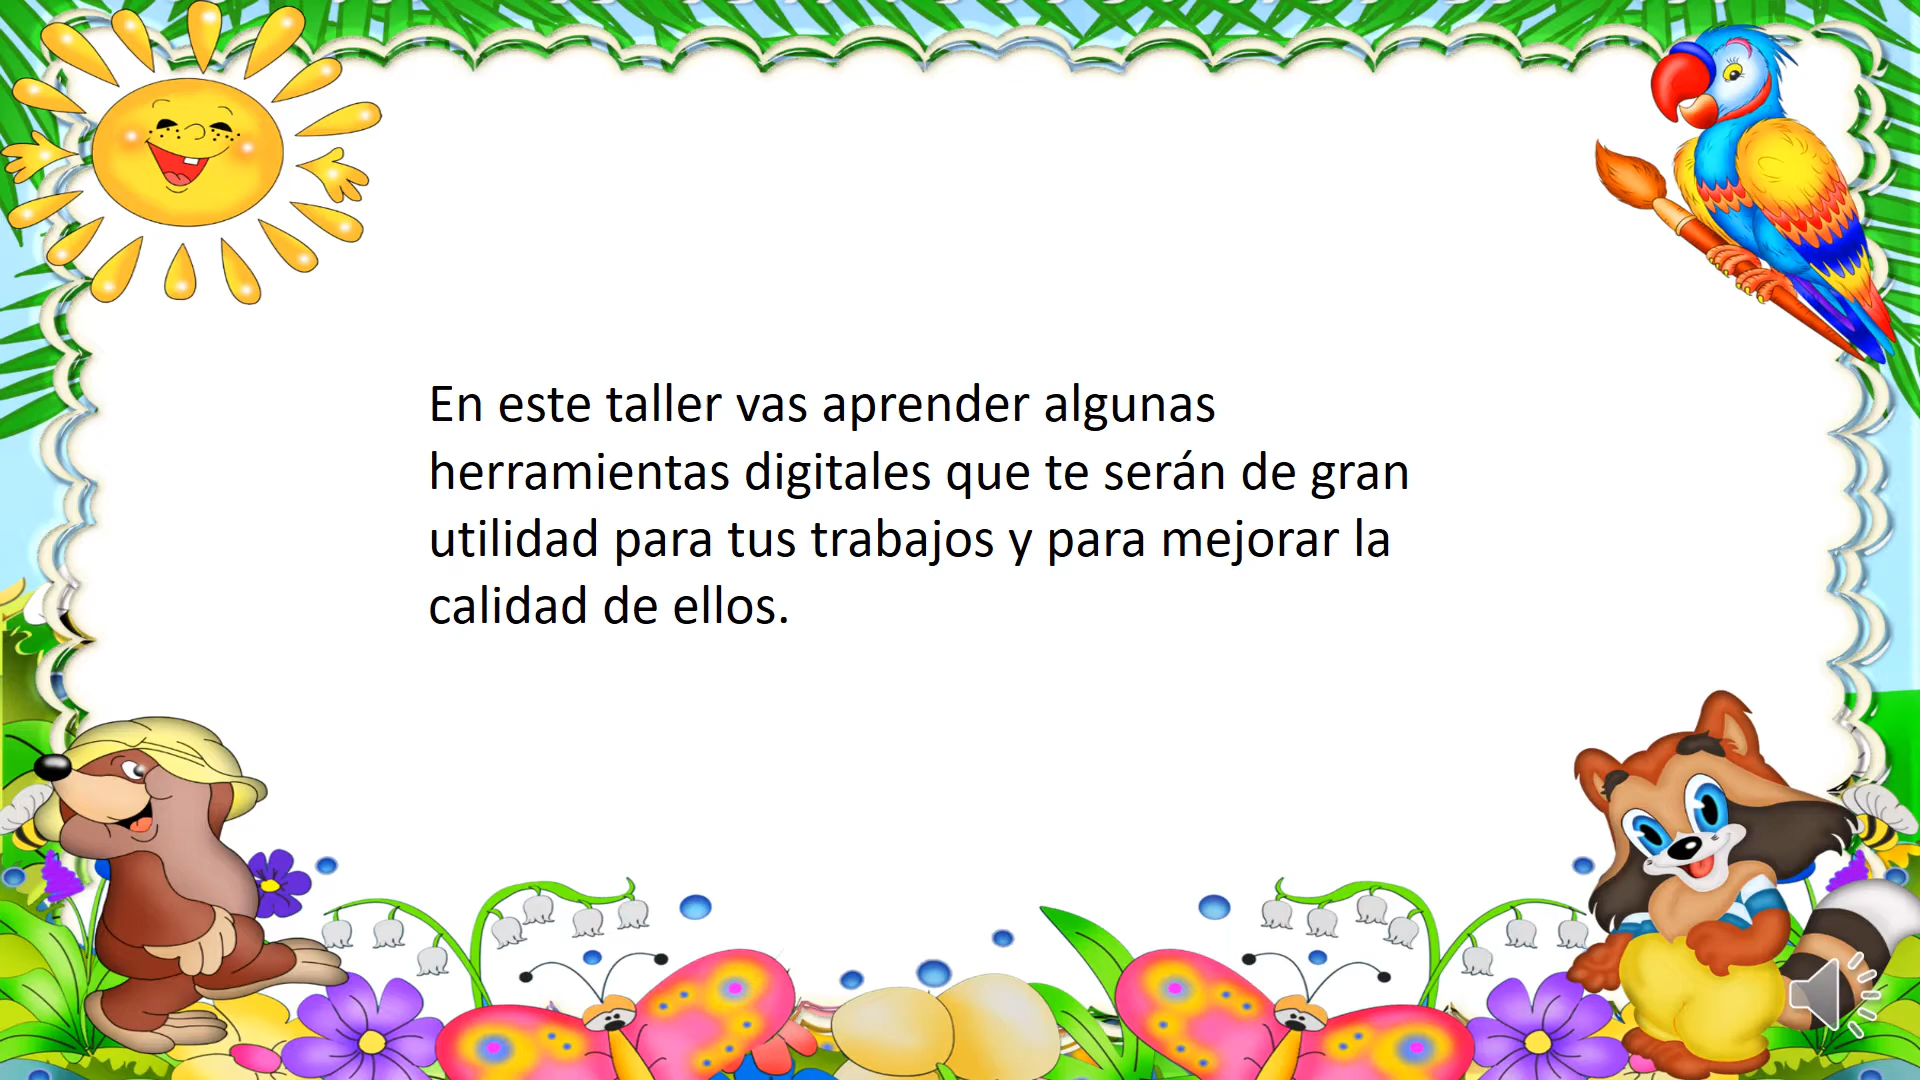 En este taller vas aprender algunas
herramientas digitales que te serán de gran
utilidad para tus trabajos y para mejorar la
calidad de ellos.